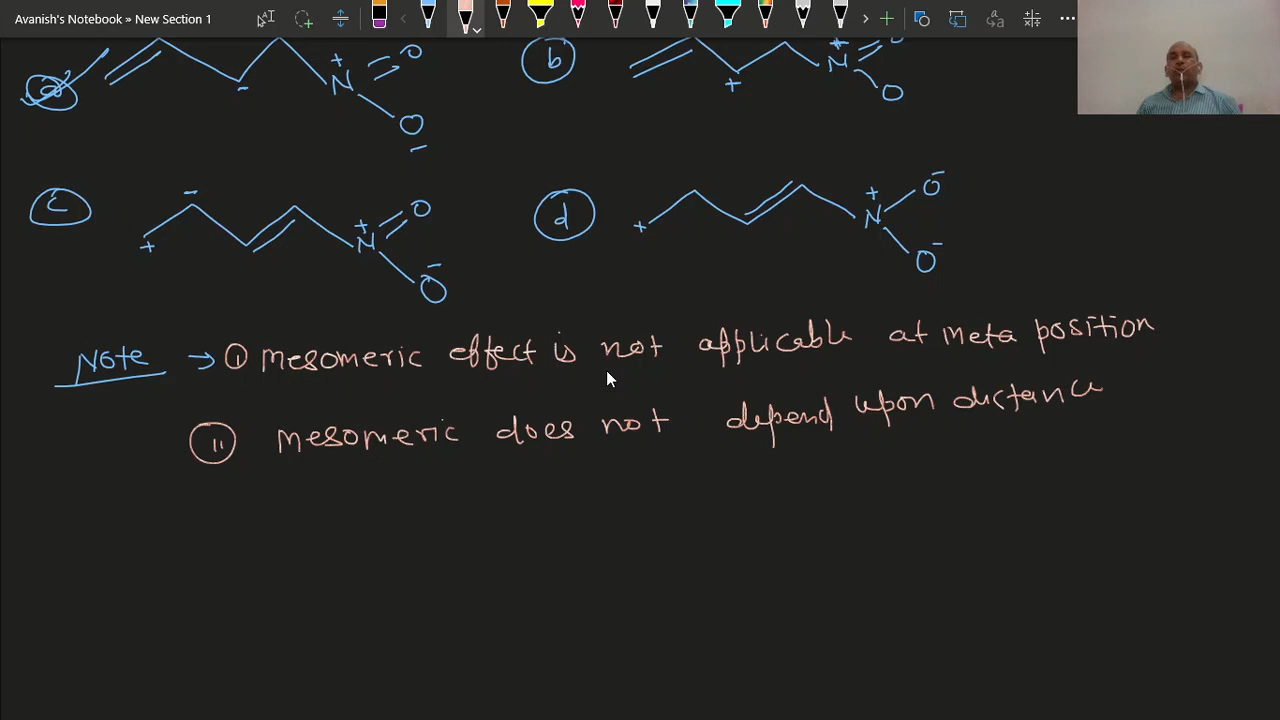 Avanish's Notebook » New Section 1
a b
+ N O
O
-
- + + N O
O
c - + + N O
O -
d + + N O -
O -
Note → (i) mesomeric effect is not applicable at meta position
(ii) mesomeric does not depend upon distance